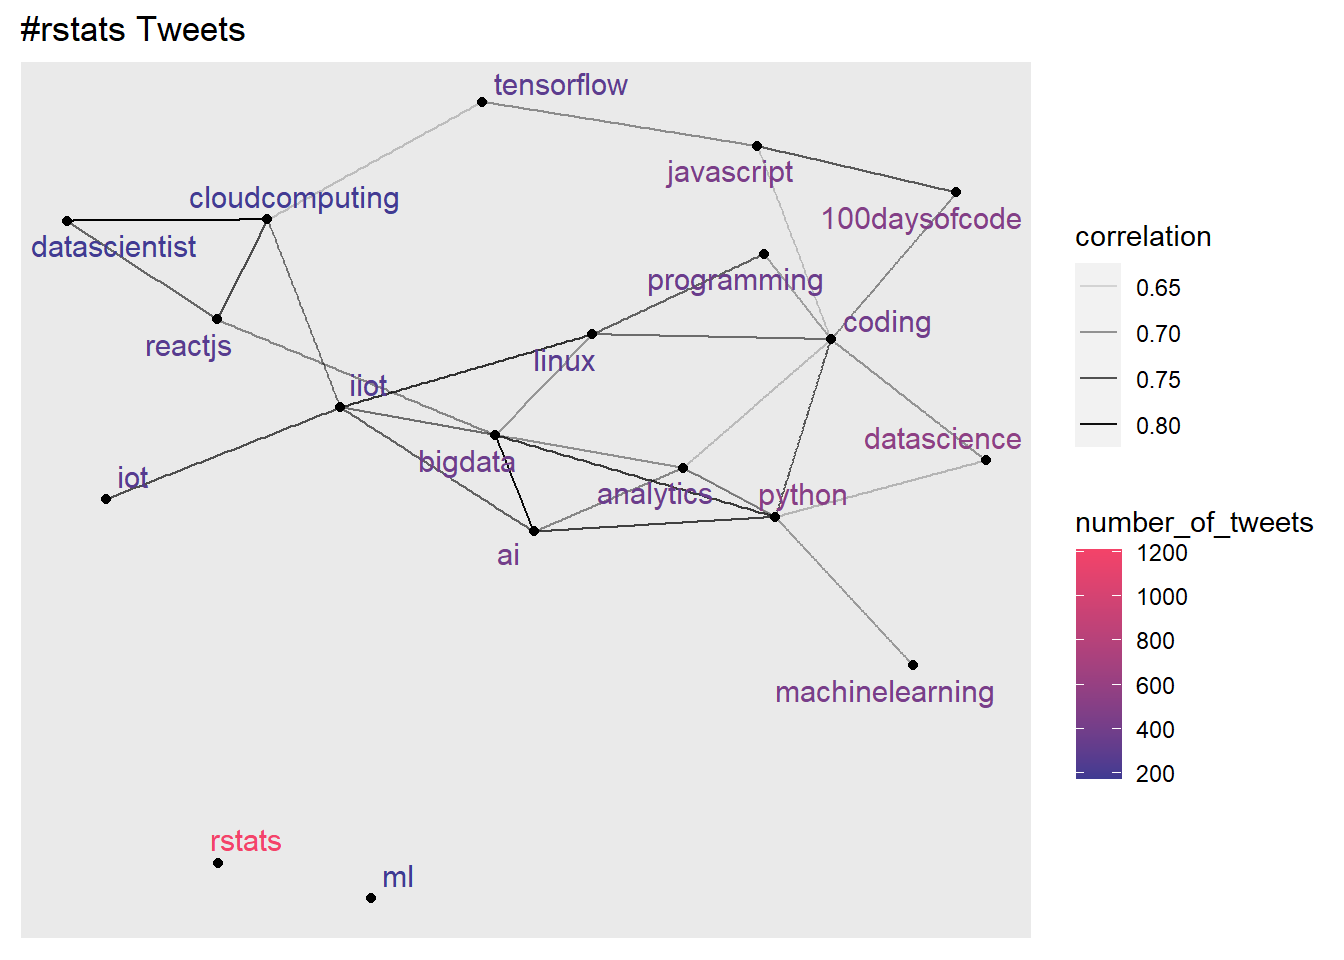 #rstats Tweets
tensorflow
javascript
cloudcomputing
100daysofcode
datascientist
programming
coding
reactjs
linux
iiot
datascience
bigdata
iot
analytics
python
ai
machinelearning
rstats
ml
correlation
0.65
0.70
0.75
0.80
number_of_tweets
1200
1000
800
600
400
200